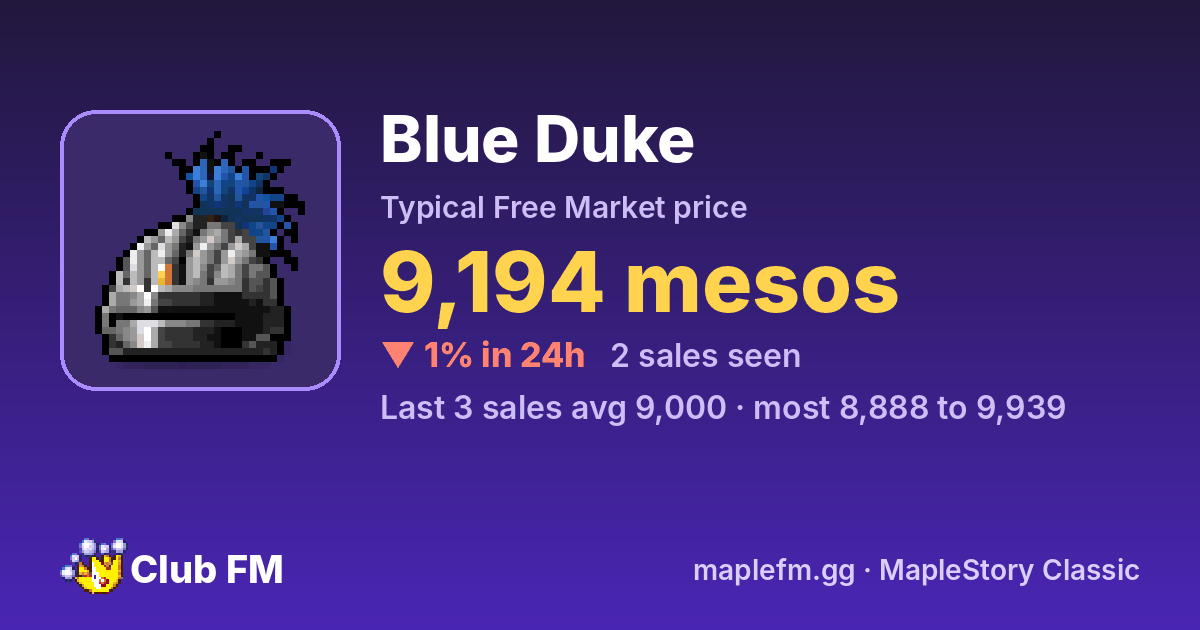 Blue Duke
Typical Free Market price
9,194 mesos
▼ 1% in 24h 2 sales seen
Last 3 sales avg 9,000 · most 8,888 to 9,939
Club FM
maplefm.gg · MapleStory Classic